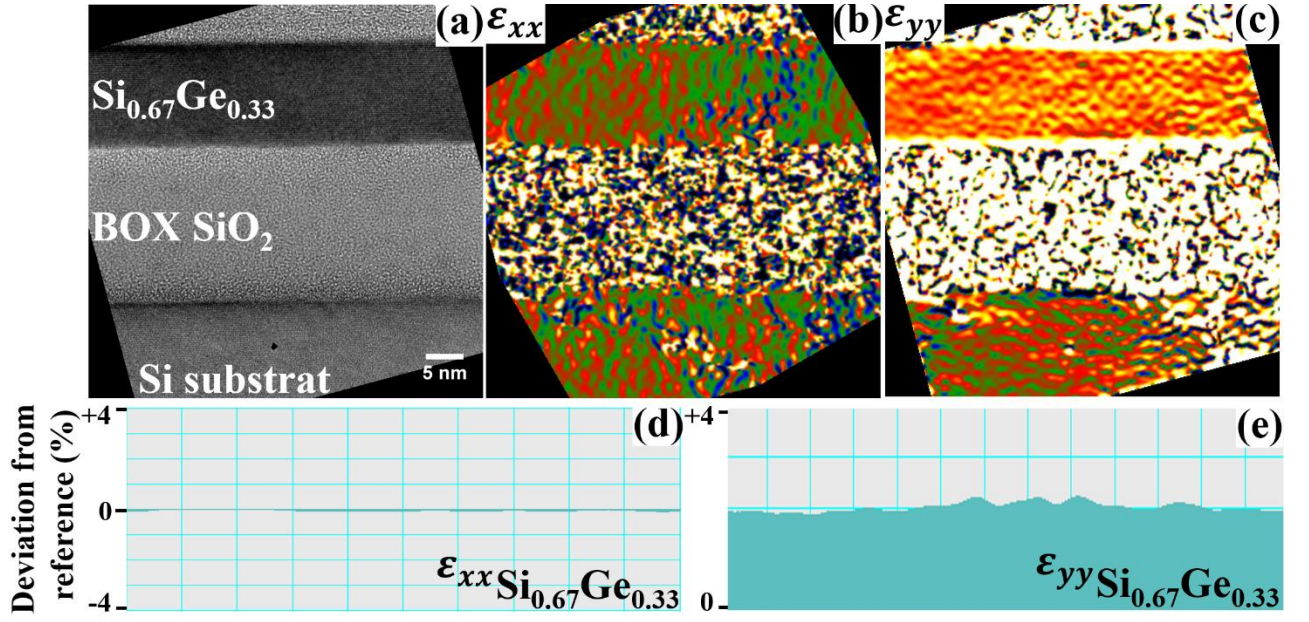 (a)
Si0.67Ge0.33
BOX SiO2
Si substrat
5 nm
εxx
(b)
εyy
(c)
Deviation from
reference (%)
+4
0
-4
(d)
εxx Si0.67Ge0.33
+4
0
(e)
εyy Si0.67Ge0.33